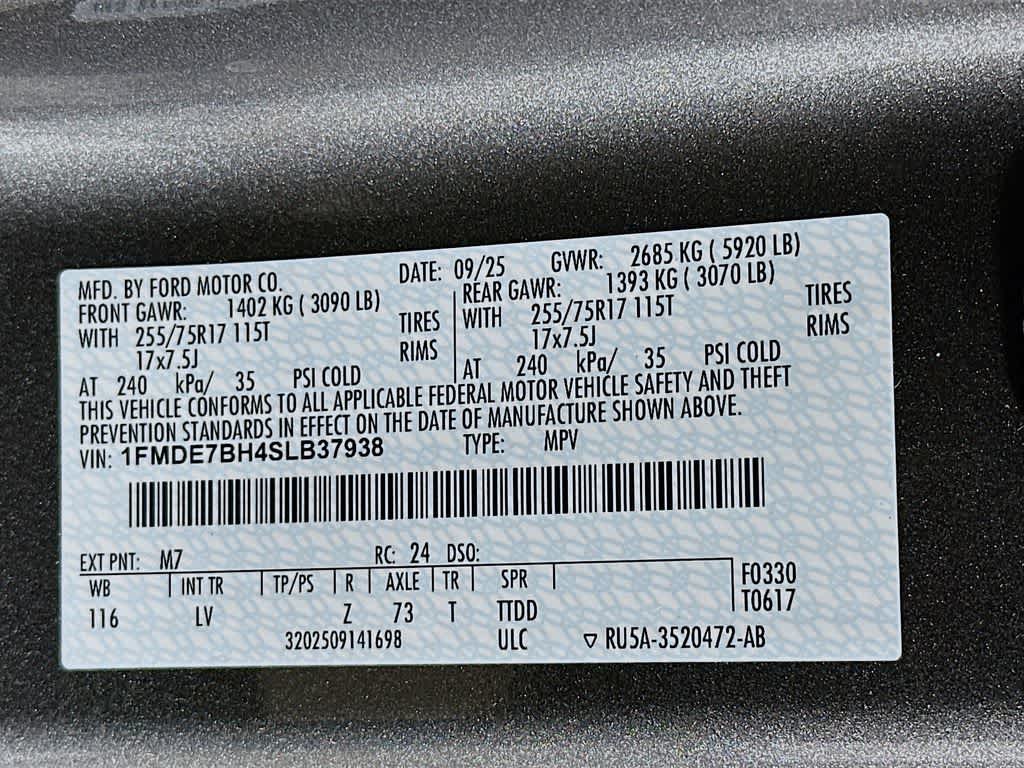 MFD. BY FORD MOTOR CO. DATE: 09/25 GVWR: 2685 KG ( 5920 LB)
FRONT GAWR: 1402 KG ( 3090 LB) REAR GAWR: 1393 KG ( 3070 LB)
WITH 255/75R17 115T TIRES WITH 255/75R17 115T TIRES
17x7.5J RIMS 17x7.5J RIMS
AT 240 kPa/ 35 PSI COLD AT 240 kPa/ 35 PSI COLD
THIS VEHICLE CONFORMS TO ALL APPLICABLE FEDERAL MOTOR VEHICLE SAFETY AND THEFT
PREVENTION STANDARDS IN EFFECT ON THE DATE OF MANUFACTURE SHOWN ABOVE.
VIN: 1FMDE7BH4SLB37938 TYPE: MPV
EXT PNT: M7 RC: 24 DSO:
WB INT TR TP/PS R AXLE TR SPR F0330
116 LV Z 73 T TTDD T0617
3202509141698 ULC ▽ RU5A-3520472-AB